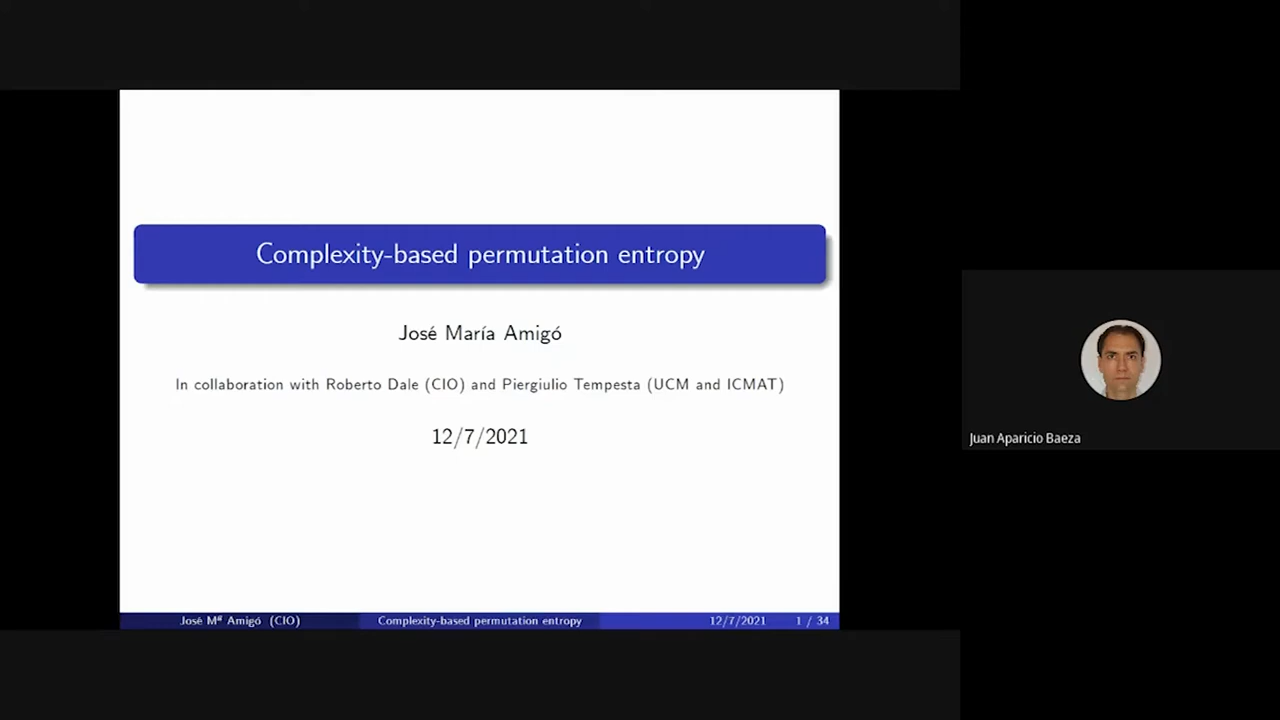 Complexity-based permutation entropy
José María Amigó
In collaboration with Roberto Dale (CIO) and Piergiulio Tempesta (UCM and ICMAT)
12/7/2021
José Mª Amigó (CIO)
Complexity-based permutation entropy
12/7/2021
1 / 34
Juan Aparicio Baeza